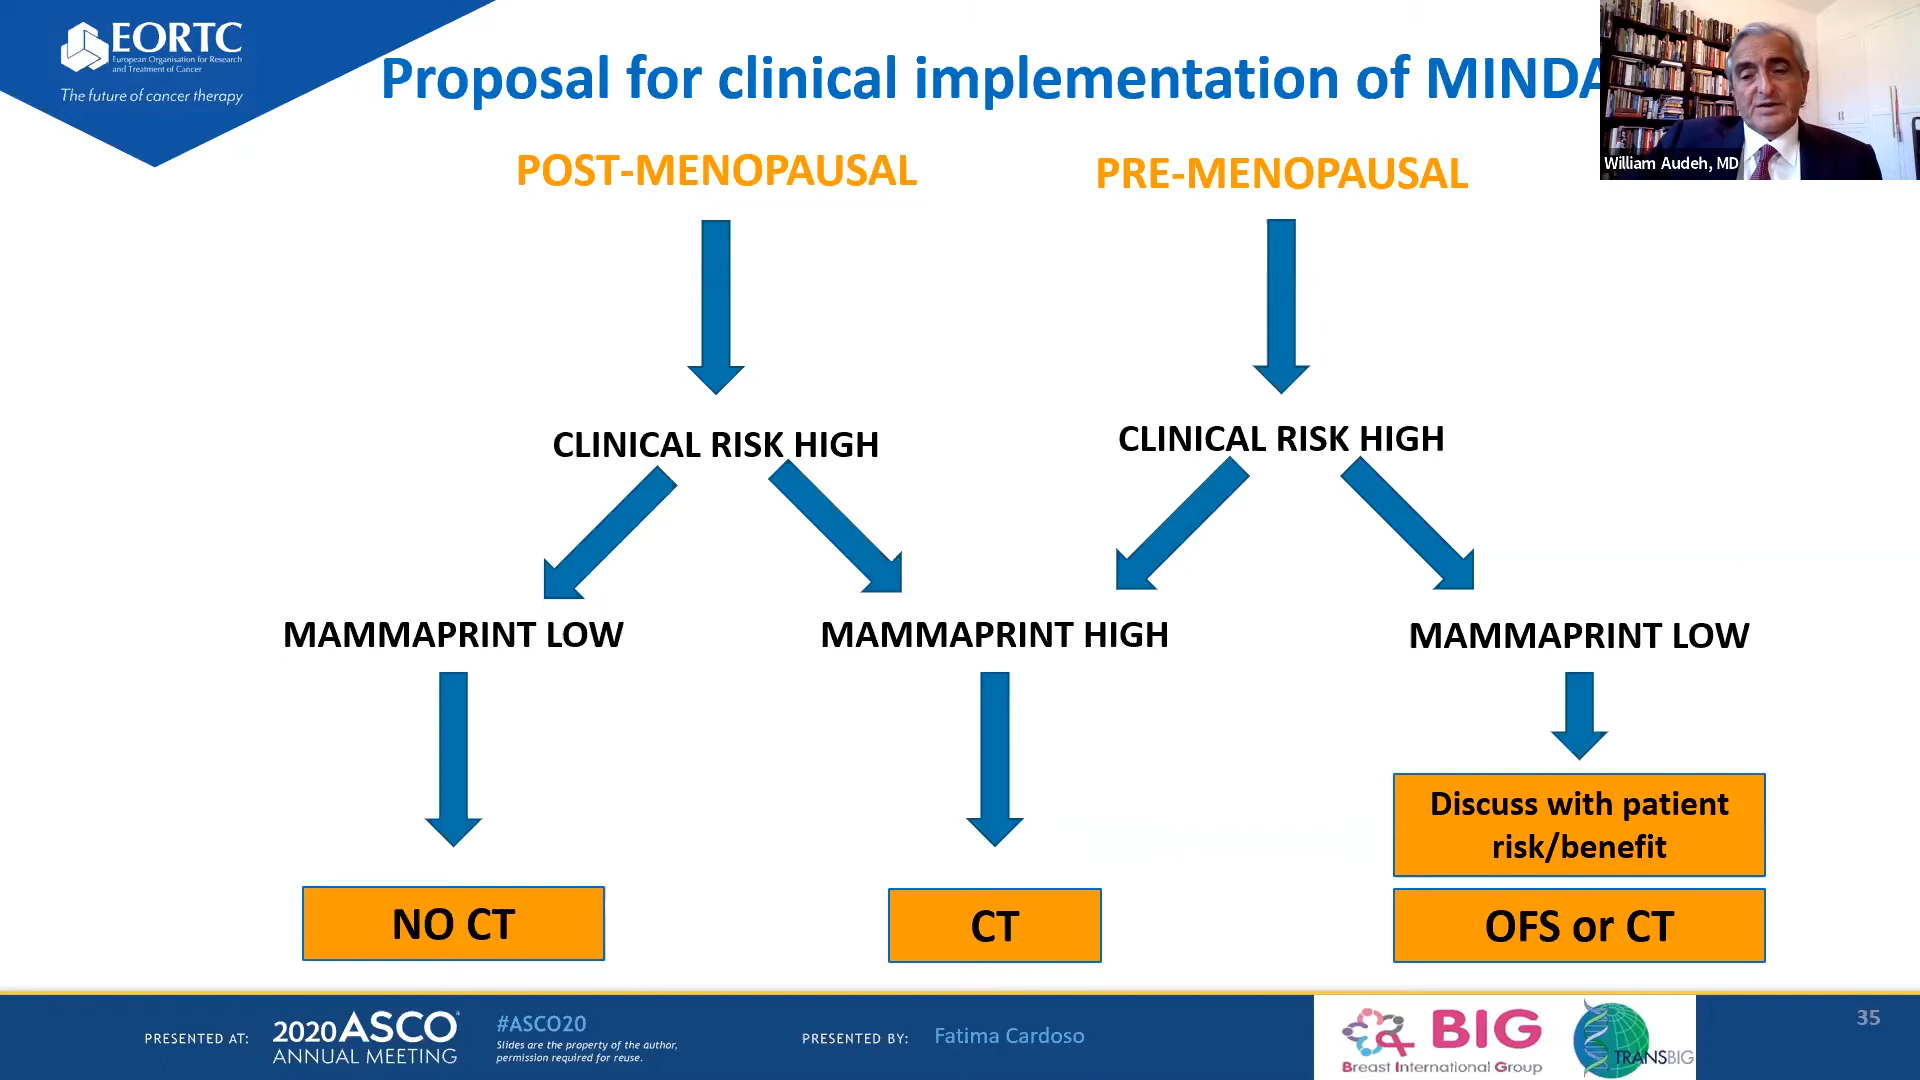 EORTC
European Organisation for Research
and Treatment of Cancer
The future of cancer therapy
Proposal for clinical implementation of MINDA
William Audeh, MD
POST-MENOPAUSAL
PRE-MENOPAUSAL
CLINICAL RISK HIGH
CLINICAL RISK HIGH
MAMMAPRINT LOW
MAMMAPRINT HIGH
MAMMAPRINT LOW
Discuss with patient
risk/benefit
NO CT
CT
OFS or CT
PRESENTED AT:
2020 ASCO
ANNUAL MEETING
#ASCO20
Slides are the property of the author,
permission required for reuse.
PRESENTED BY:
Fatima Cardoso
BIG
Breast International Group
TRANSBIG
35